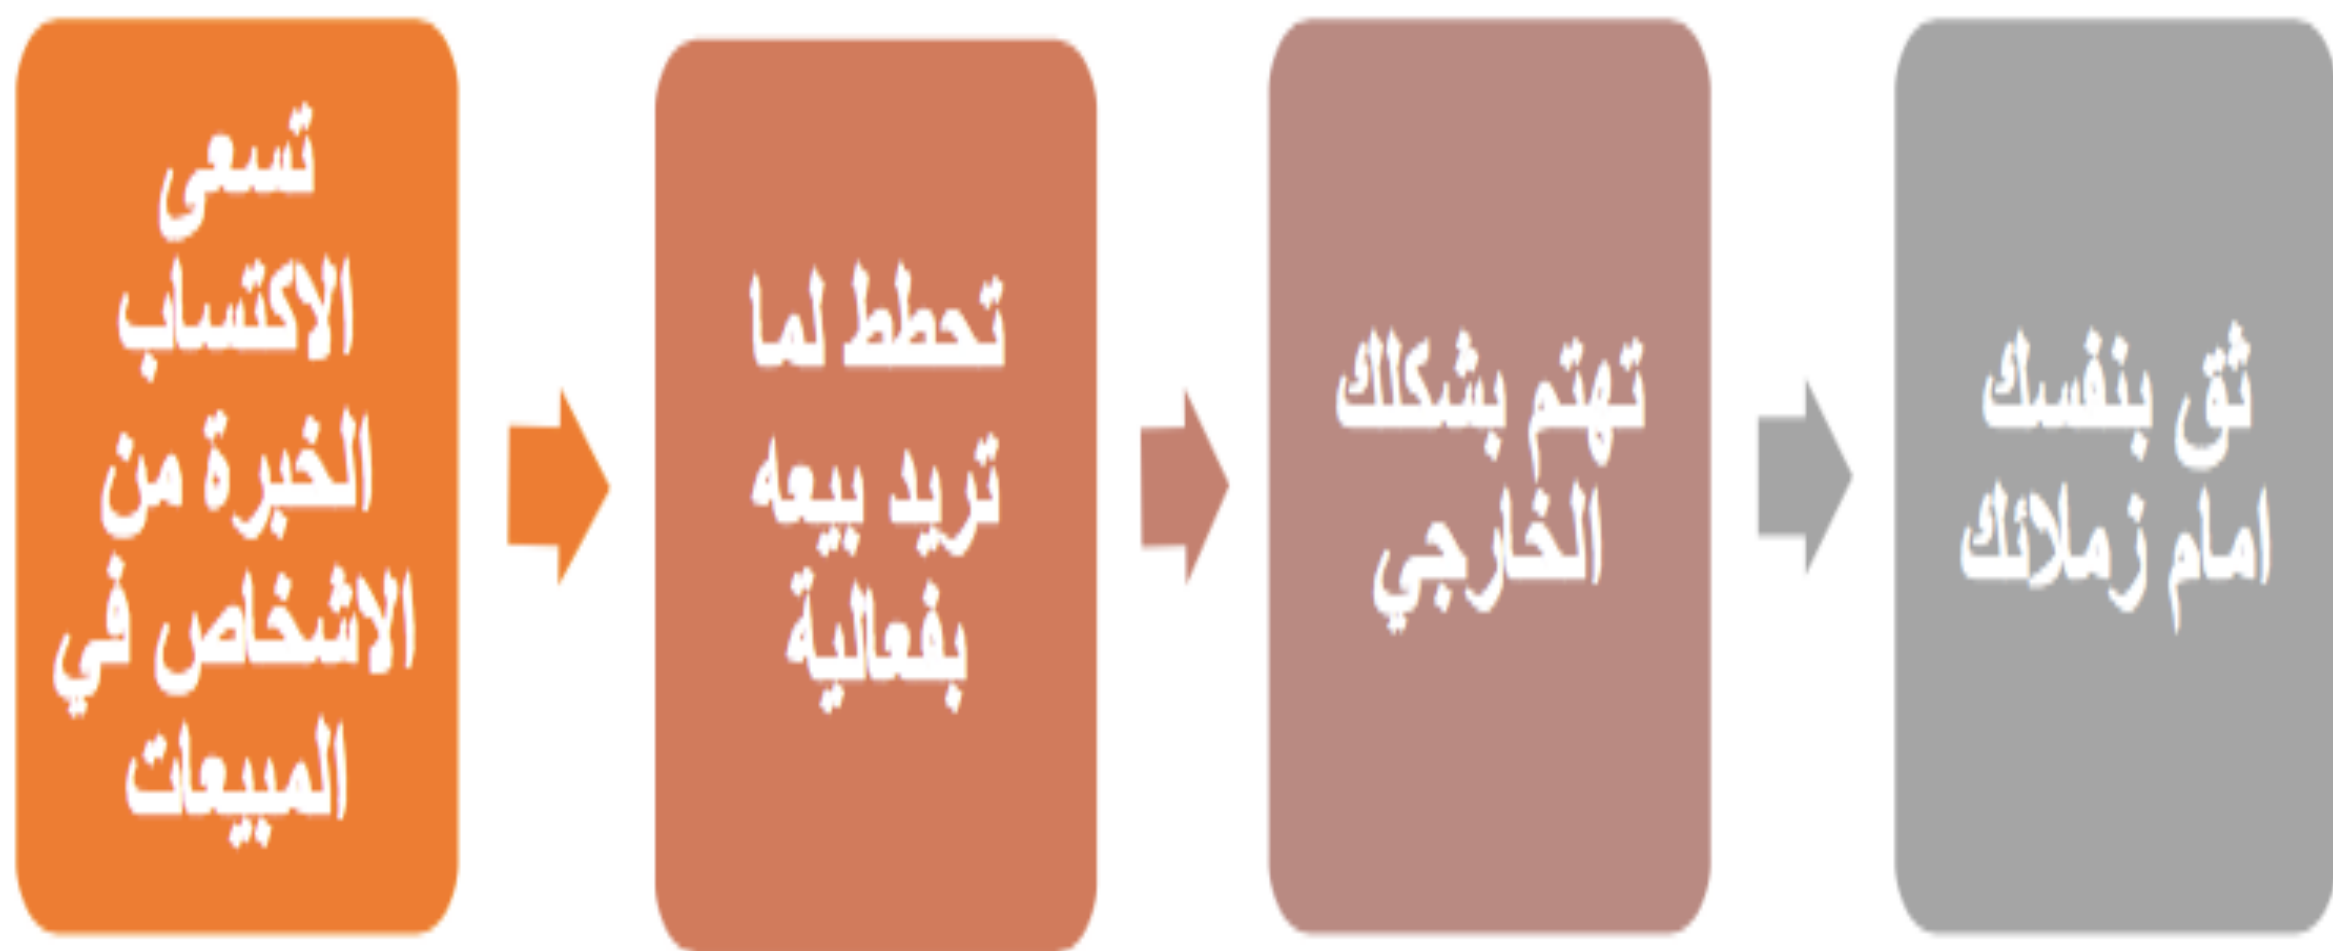 تسعى
الاكتساب
الخبرة من
الاشخاص في
المبيعات
تحطط لما
تريد بيعه
بفعالية
تهتم بشكلك
الخارجي
ثق بنفسك
امام زملائك